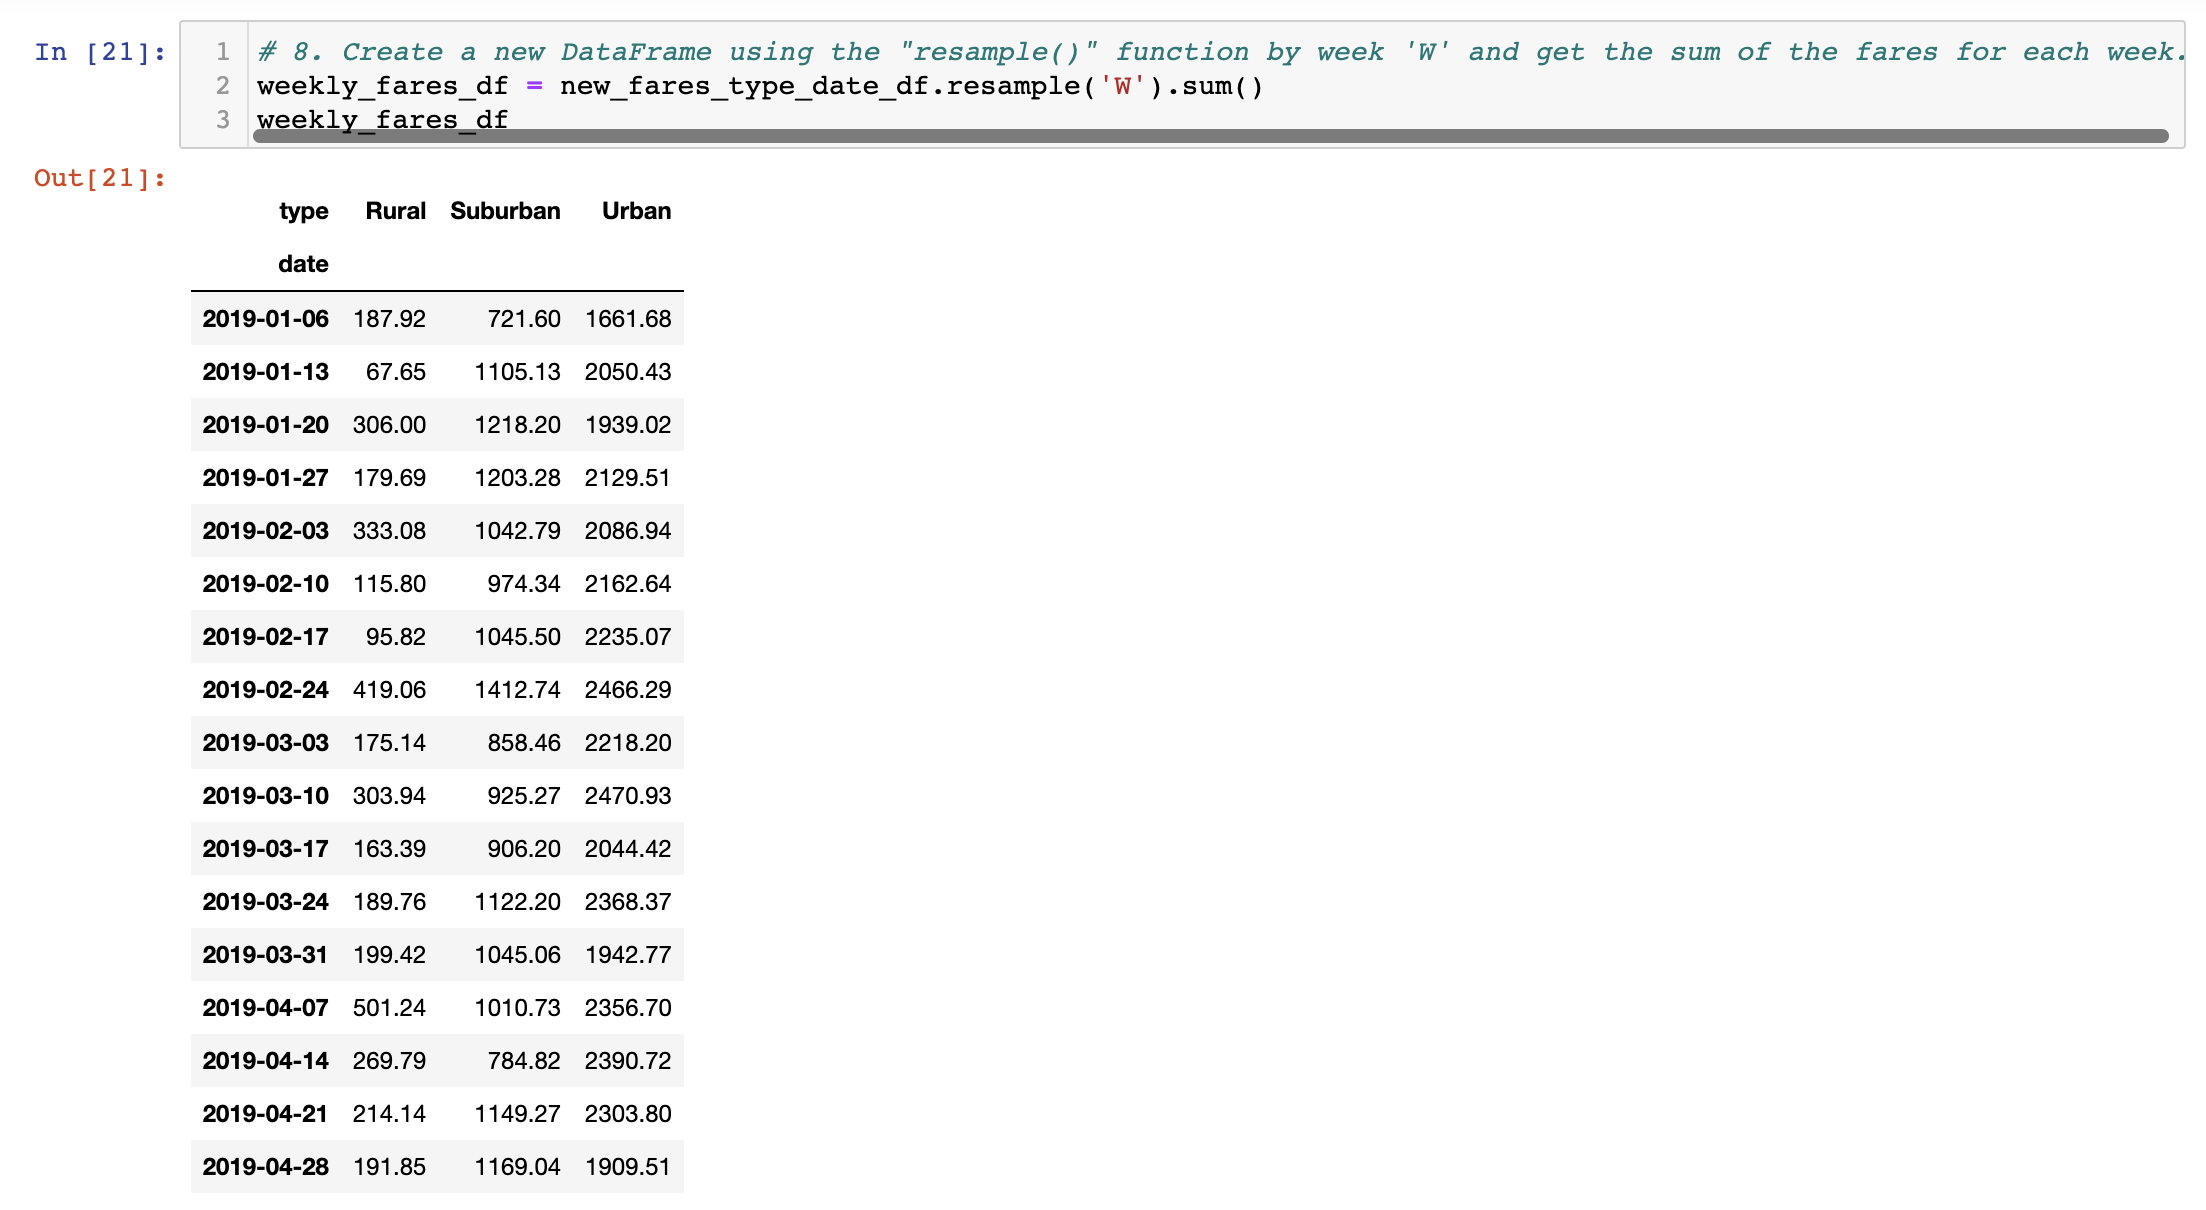 In [21]:
1 # 8. Create a new DataFrame using the "resample()" function by week 'W' and get the sum of the fares for each week.
2 weekly_fares_df = new_fares_type_date_df.resample('W').sum()
3 weekly_fares_df
Out[21]:
type Rural Suburban Urban
date
2019-01-06 187.92 721.60 1661.68
2019-01-13 67.65 1105.13 2050.43
2019-01-20 306.00 1218.20 1939.02
2019-01-27 179.69 1203.28 2129.51
2019-02-03 333.08 1042.79 2086.94
2019-02-10 115.80 974.34 2162.64
2019-02-17 95.82 1045.50 2235.07
2019-02-24 419.06 1412.74 2466.29
2019-03-03 175.14 858.46 2218.20
2019-03-10 303.94 925.27 2470.93
2019-03-17 163.39 906.20 2044.42
2019-03-24 189.76 1122.20 2368.37
2019-03-31 199.42 1045.06 1942.77
2019-04-07 501.24 1010.73 2356.70
2019-04-14 269.79 784.82 2390.72
2019-04-21 214.14 1149.27 2303.80
2019-04-28 191.85 1169.04 1909.51